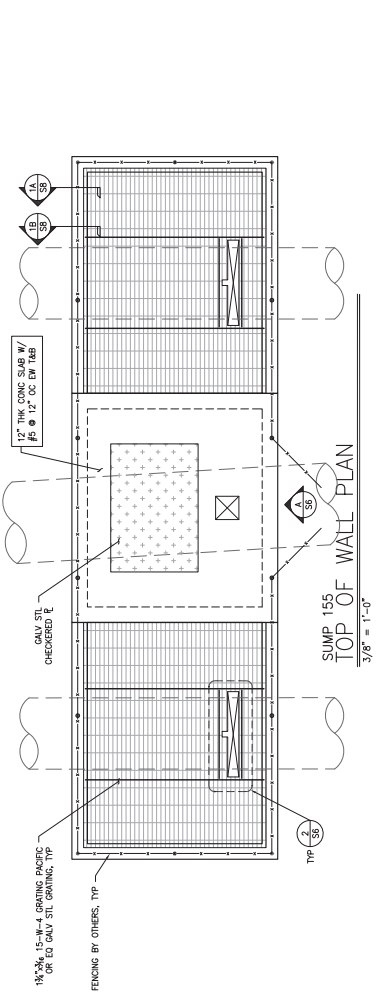 1¼"x3/16 15-W-4 GRATING PACIFIC
OR EQ GALV STL GRATING, TYP
FENCING BY OTHERS, TYP
GALV STL
CHECKERED PL
12" THK CONC SLAB W/
#5 @ 12" OC EW T&B
1B
S8
1A
S8
TYP
2
S6
A
S6
SUMP 155
TOP OF WALL PLAN
3/8" = 1'-0"